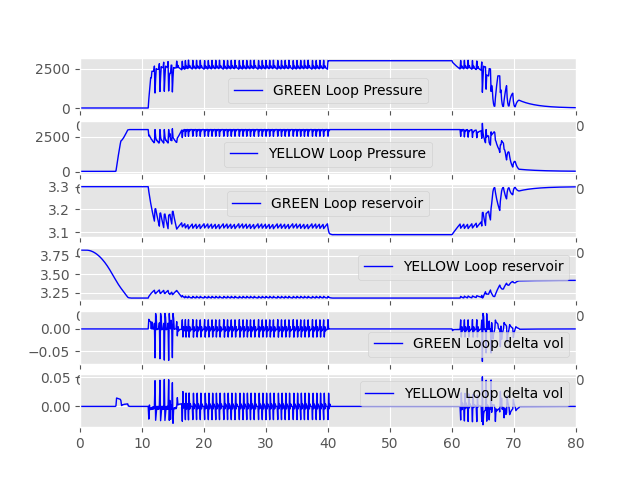 2500
0
GREEN Loop Pressure
2500
0
YELLOW Loop Pressure
3.3
3.2
3.1
GREEN Loop reservoir
3.75
3.50
3.25
YELLOW Loop reservoir
0.00
−0.05
GREEN Loop delta vol
0.05
0.00
YELLOW Loop delta vol
0 10 20 30 40 50 60 70 80